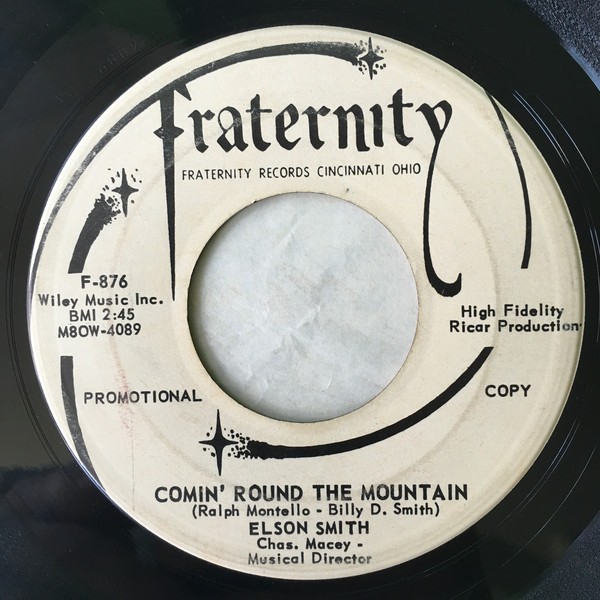 Fraternity
FRATERNITY RECORDS CINCINNATI OHIO
F-876
Wiley Music Inc.
BMI 2:45
M8OW-4089
High Fidelity
Ricar Production
PROMOTIONAL
COPY
COMIN' ROUND THE MOUNTAIN
(Ralph Montello - Billy D. Smith)
ELSON SMITH
Chas. Macey -
Musical Director